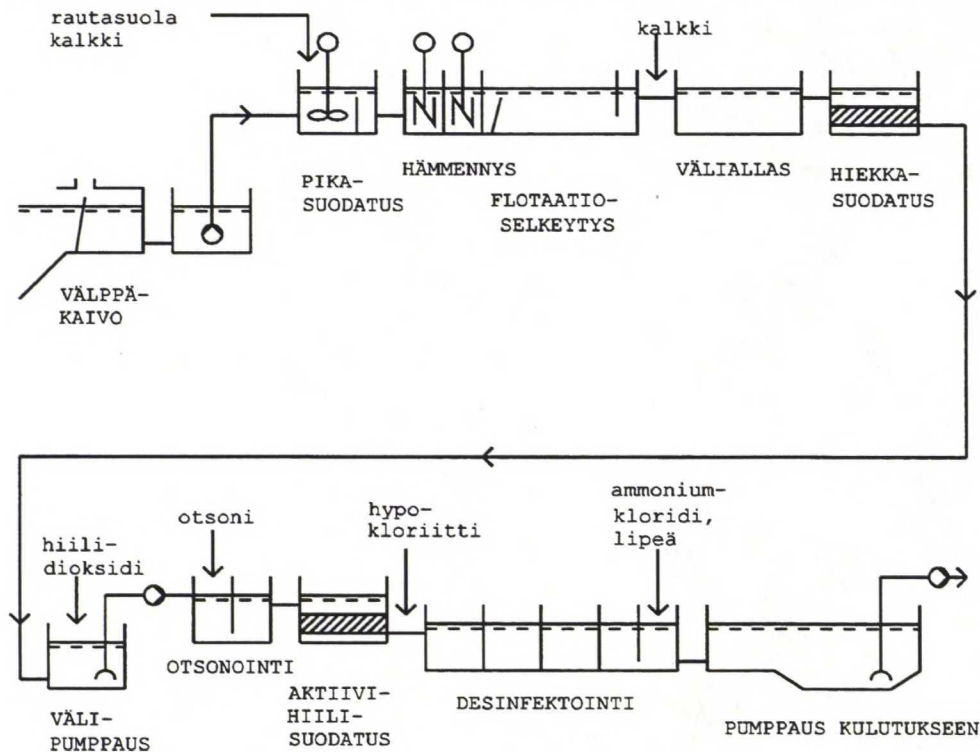 rautasuola
kalkki
kalkki
PIKA-
SUODATUS
HÄMMENNYS
FLOTAATIO-
SELKEYTYS
VÄLIALLAS
HIEKKA-
SUODATUS
VÄLPPÄ-
KAIVO
hiili-
dioksidi
otsoni
hypo-
kloriitti
ammonium-
kloridi,
lipeä
VÄLI-
PUMPPAUS
OTSONOINTI
AKTIIVI-
HIILI-
SUODATUS
DESINFEKTOINTI
PUMPPAUS KULUTUKSEEN